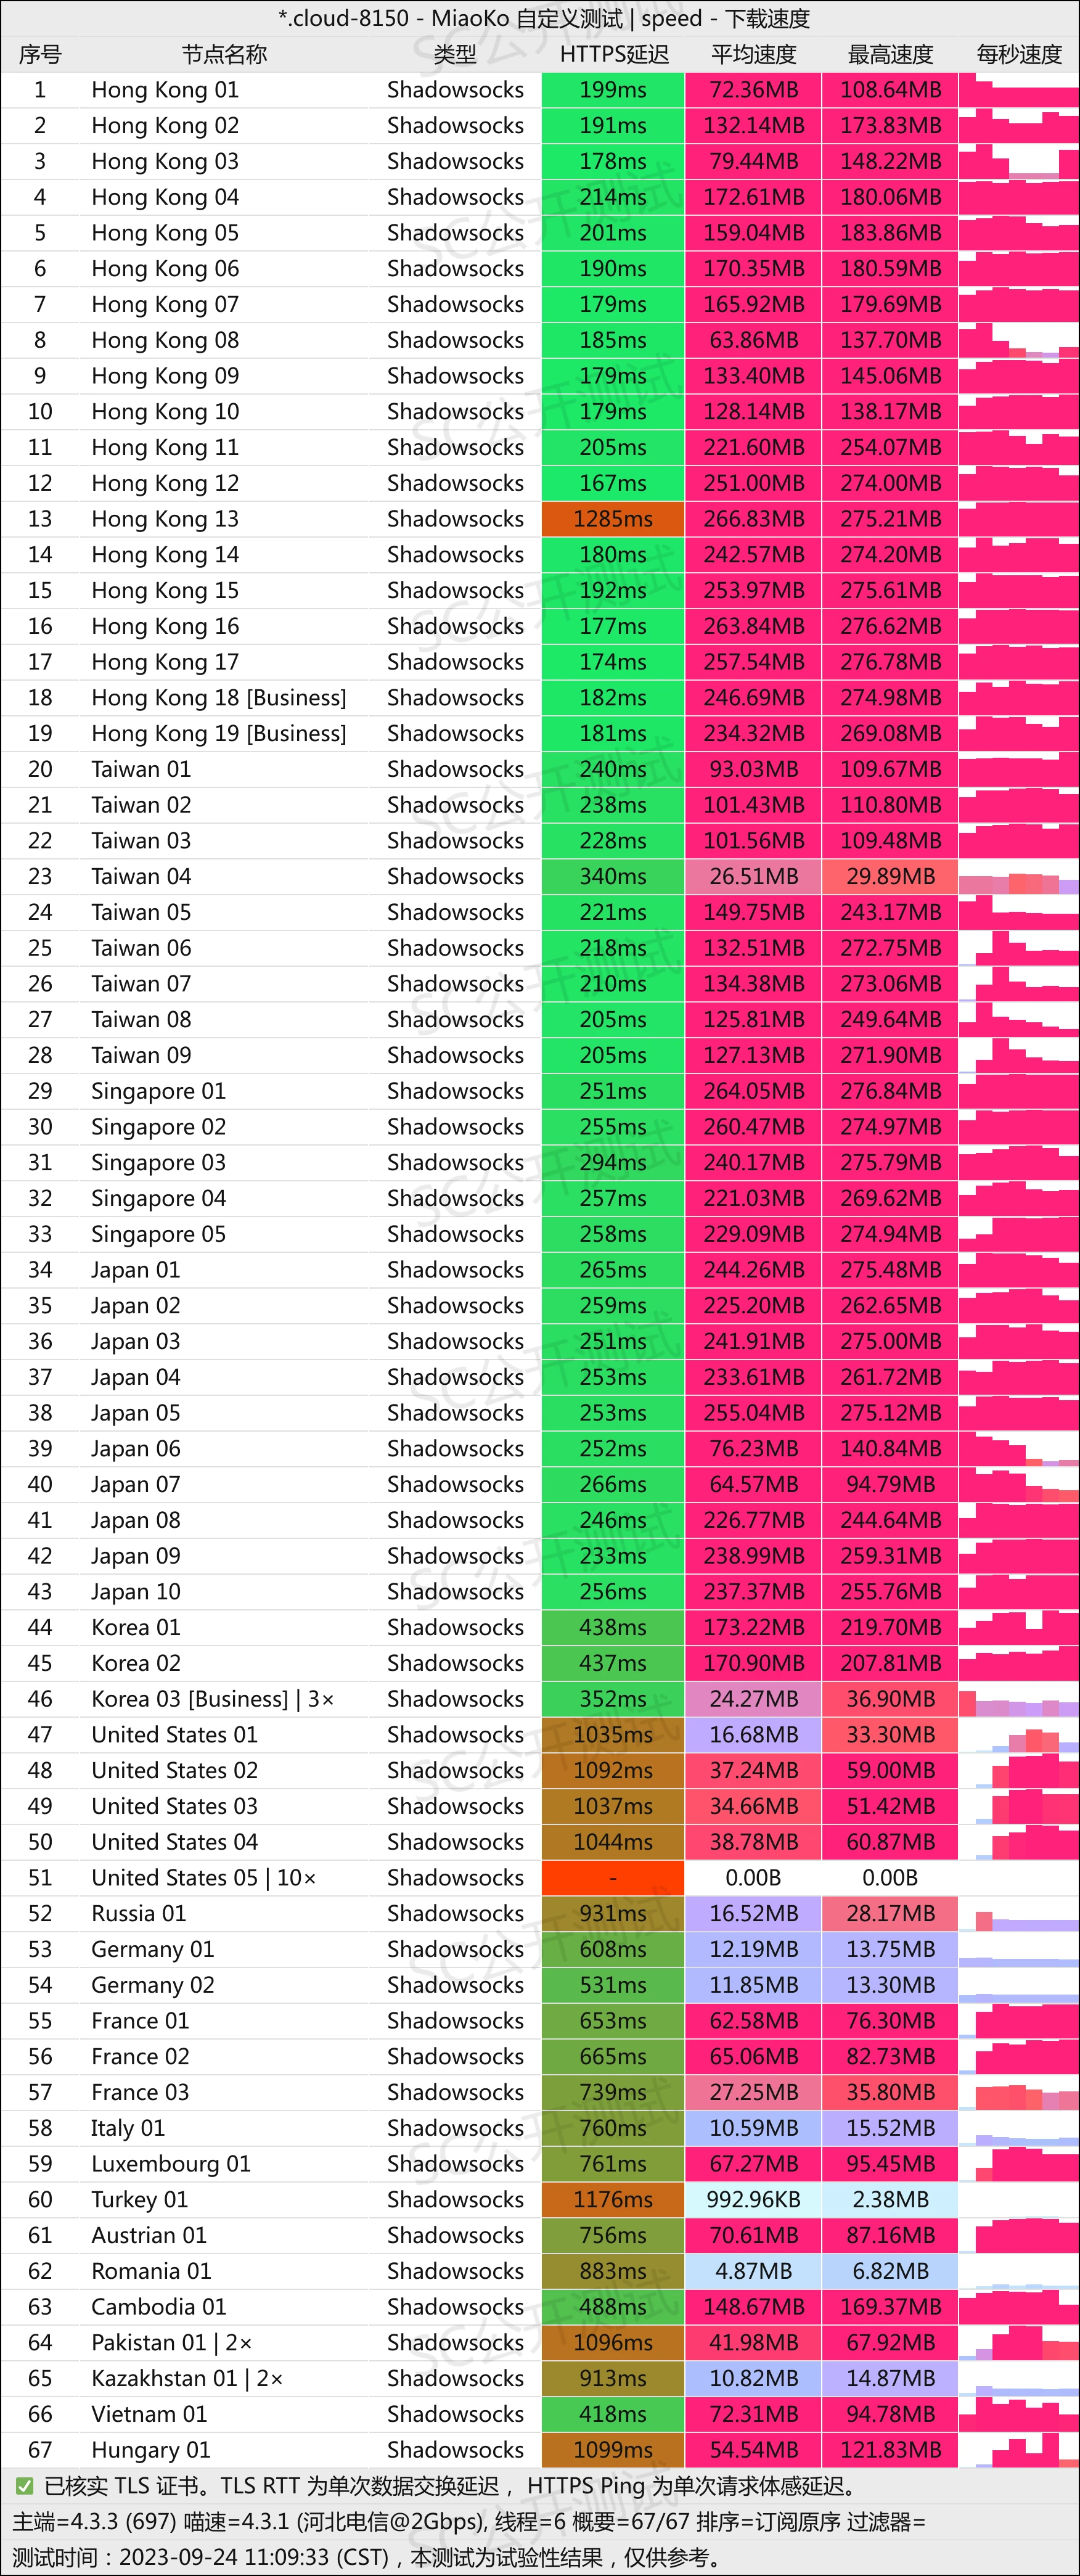 *.cloud-8150 - MiaoKo 自定义测试 | speed - 下载速度
序号 节点名称 类型 HTTPS延迟 平均速度 最高速度 每秒速度
1 Hong Kong 01 Shadowsocks 199ms 72.36MB 108.64MB
2 Hong Kong 02 Shadowsocks 191ms 132.14MB 173.83MB
3 Hong Kong 03 Shadowsocks 178ms 79.44MB 148.22MB
4 Hong Kong 04 Shadowsocks 214ms 172.61MB 180.06MB
5 Hong Kong 05 Shadowsocks 201ms 159.04MB 183.86MB
6 Hong Kong 06 Shadowsocks 190ms 170.35MB 180.59MB
7 Hong Kong 07 Shadowsocks 179ms 165.92MB 179.69MB
8 Hong Kong 08 Shadowsocks 185ms 63.86MB 137.70MB
9 Hong Kong 09 Shadowsocks 179ms 133.40MB 145.06MB
10 Hong Kong 10 Shadowsocks 179ms 128.14MB 138.17MB
11 Hong Kong 11 Shadowsocks 205ms 221.60MB 254.07MB
12 Hong Kong 12 Shadowsocks 167ms 251.00MB 274.00MB
13 Hong Kong 13 Shadowsocks 1285ms 266.83MB 275.21MB
14 Hong Kong 14 Shadowsocks 180ms 242.57MB 274.20MB
15 Hong Kong 15 Shadowsocks 192ms 253.97MB 275.61MB
16 Hong Kong 16 Shadowsocks 177ms 263.84MB 276.62MB
17 Hong Kong 17 Shadowsocks 174ms 257.54MB 276.78MB
18 Hong Kong 18 [Business] Shadowsocks 182ms 246.69MB 274.98MB
19 Hong Kong 19 [Business] Shadowsocks 181ms 234.32MB 269.08MB
20 Taiwan 01 Shadowsocks 240ms 93.03MB 109.67MB
21 Taiwan 02 Shadowsocks 238ms 101.43MB 110.80MB
22 Taiwan 03 Shadowsocks 228ms 101.56MB 109.48MB
23 Taiwan 04 Shadowsocks 340ms 26.51MB 29.89MB
24 Taiwan 05 Shadowsocks 221ms 149.75MB 243.17MB
25 Taiwan 06 Shadowsocks 218ms 132.51MB 272.75MB
26 Taiwan 07 Shadowsocks 210ms 134.38MB 273.06MB
27 Taiwan 08 Shadowsocks 205ms 125.81MB 249.64MB
28 Taiwan 09 Shadowsocks 205ms 127.13MB 271.90MB
29 Singapore 01 Shadowsocks 251ms 264.05MB 276.84MB
30 Singapore 02 Shadowsocks 255ms 260.47MB 274.97MB
31 Singapore 03 Shadowsocks 294ms 240.17MB 275.79MB
32 Singapore 04 Shadowsocks 257ms 221.03MB 269.62MB
33 Singapore 05 Shadowsocks 258ms 229.09MB 274.94MB
34 Japan 01 Shadowsocks 265ms 244.26MB 275.48MB
35 Japan 02 Shadowsocks 259ms 225.20MB 262.65MB
36 Japan 03 Shadowsocks 251ms 241.91MB 275.00MB
37 Japan 04 Shadowsocks 253ms 233.61MB 261.72MB
38 Japan 05 Shadowsocks 253ms 255.04MB 275.12MB
39 Japan 06 Shadowsocks 252ms 76.23MB 140.84MB
40 Japan 07 Shadowsocks 266ms 64.57MB 94.79MB
41 Japan 08 Shadowsocks 246ms 226.77MB 244.64MB
42 Japan 09 Shadowsocks 233ms 238.99MB 259.31MB
43 Japan 10 Shadowsocks 256ms 237.37MB 255.76MB
44 Korea 01 Shadowsocks 438ms 173.22MB 219.70MB
45 Korea 02 Shadowsocks 437ms 170.90MB 207.81MB
46 Korea 03 [Business] | 3× Shadowsocks 352ms 24.27MB 36.90MB
47 United States 01 Shadowsocks 1035ms 16.68MB 33.30MB
48 United States 02 Shadowsocks 1092ms 37.24MB 59.00MB
49 United States 03 Shadowsocks 1037ms 34.66MB 51.42MB
50 United States 04 Shadowsocks 1044ms 38.78MB 60.87MB
51 United States 05 | 10× Shadowsocks - 0.00B 0.00B
52 Russia 01 Shadowsocks 931ms 16.52MB 28.17MB
53 Germany 01 Shadowsocks 608ms 12.19MB 13.75MB
54 Germany 02 Shadowsocks 531ms 11.85MB 13.30MB
55 France 01 Shadowsocks 653ms 62.58MB 76.30MB
56 France 02 Shadowsocks 665ms 65.06MB 82.73MB
57 France 03 Shadowsocks 739ms 27.25MB 35.80MB
58 Italy 01 Shadowsocks 760ms 10.59MB 15.52MB
59 Luxembourg 01 Shadowsocks 761ms 67.27MB 95.45MB
60 Turkey 01 Shadowsocks 1176ms 992.96KB 2.38MB
61 Austrian 01 Shadowsocks 756ms 70.61MB 87.16MB
62 Romania 01 Shadowsocks 883ms 4.87MB 6.82MB
63 Cambodia 01 Shadowsocks 488ms 148.67MB 169.37MB
64 Pakistan 01 | 2× Shadowsocks 1096ms 41.98MB 67.92MB
65 Kazakhstan 01 | 2× Shadowsocks 913ms 10.82MB 14.87MB
66 Vietnam 01 Shadowsocks 418ms 72.31MB 94.78MB
67 Hungary 01 Shadowsocks 1099ms 54.54MB 121.83MB
✅ 已核实 TLS 证书。TLS RTT 为单次数据交换延迟， HTTPS Ping 为单次请求体感延迟。
主端=4.3.3 (697) 喵速=4.3.1 (河北电信@2Gbps), 线程=6 概要=67/67 排序=订阅原序 过滤器=
测试时间：2023-09-24 11:09:33 (CST)，本测试为试验性结果，仅供参考。
SC公开测试